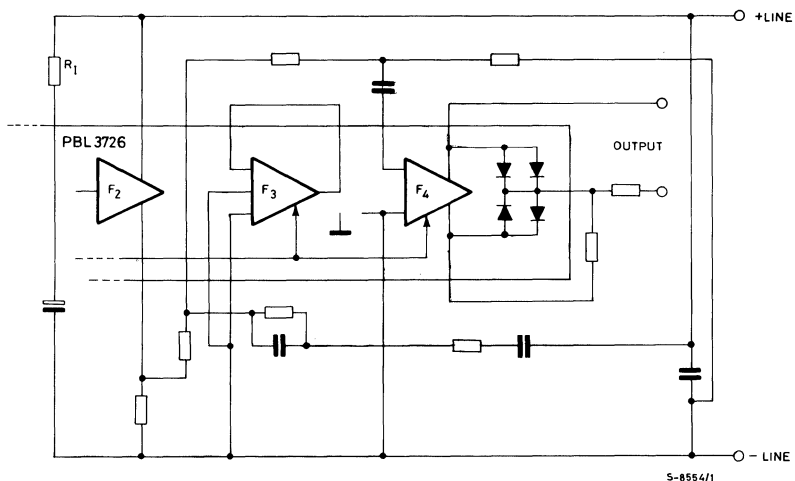 +LINE
R1
PBL 3726
OUTPUT
F2
F3
F4
- LINE
S-8554/1